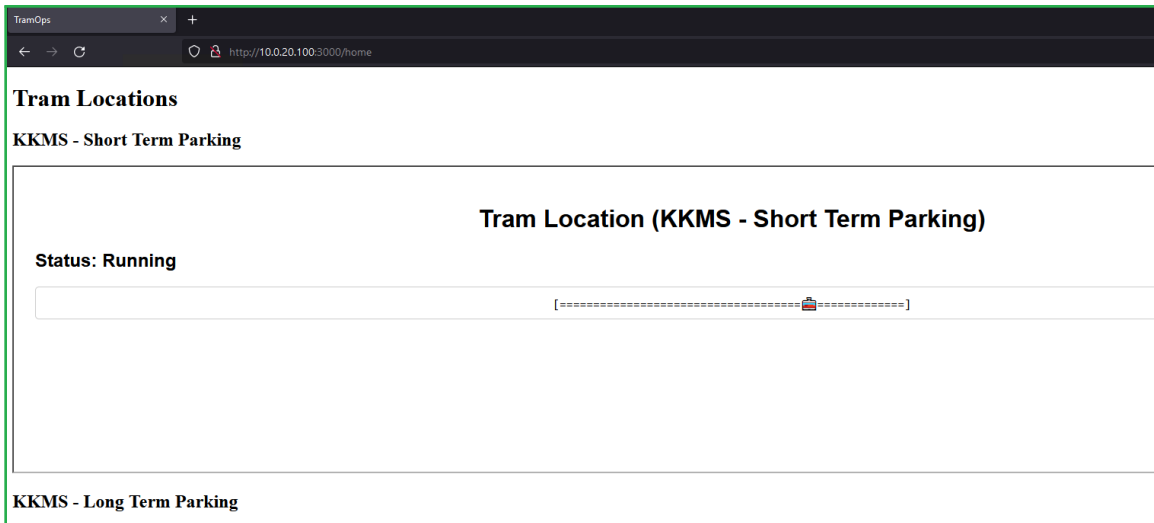 TramOps
http://10.0.20.100:3000/home
Tram Locations
KKMS - Short Term Parking
Tram Location (KKMS - Short Term Parking)
Status: Running
[====================================🚋=============]
KKMS - Long Term Parking